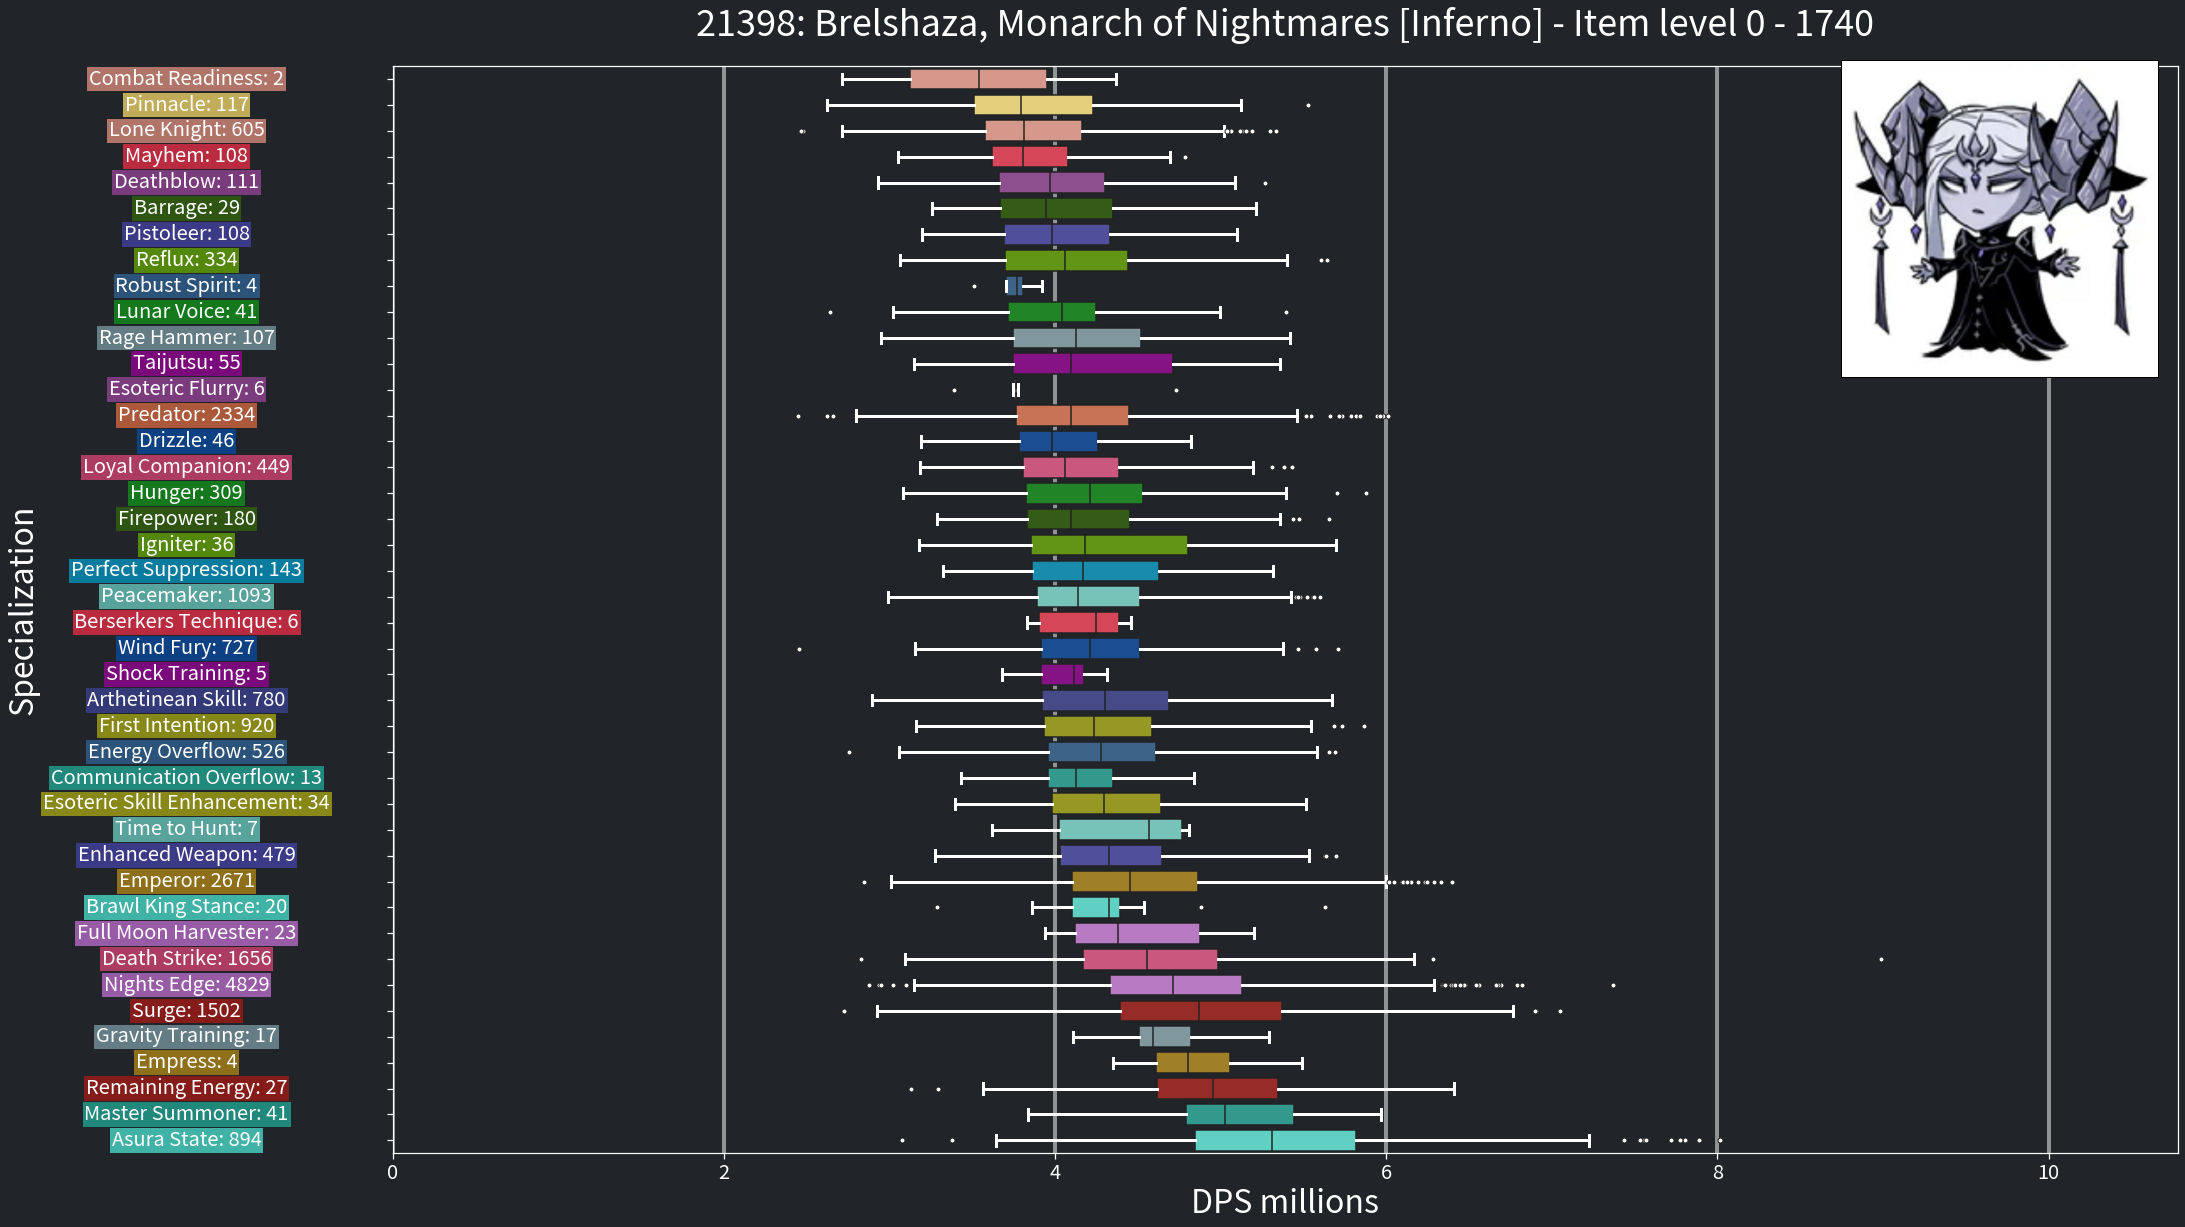 21398: Brelshaza, Monarch of Nightmares [Inferno] - Item level 0 - 1740
Specialization
Combat Readiness: 2
Pinnacle: 117
Lone Knight: 605
Mayhem: 108
Deathblow: 111
Barrage: 29
Pistoleer: 108
Reflux: 334
Robust Spirit: 4
Lunar Voice: 41
Rage Hammer: 107
Taijutsu: 55
Esoteric Flurry: 6
Predator: 2334
Drizzle: 46
Loyal Companion: 449
Hunger: 309
Firepower: 180
Igniter: 36
Perfect Suppression: 143
Peacemaker: 1093
Berserkers Technique: 6
Wind Fury: 727
Shock Training: 5
Arthetinean Skill: 780
First Intention: 920
Energy Overflow: 526
Communication Overflow: 13
Esoteric Skill Enhancement: 34
Time to Hunt: 7
Enhanced Weapon: 479
Emperor: 2671
Brawl King Stance: 20
Full Moon Harvester: 23
Death Strike: 1656
Nights Edge: 4829
Surge: 1502
Gravity Training: 17
Empress: 4
Remaining Energy: 27
Master Summoner: 41
Asura State: 894
0 2 4 6 8 10
DPS millions